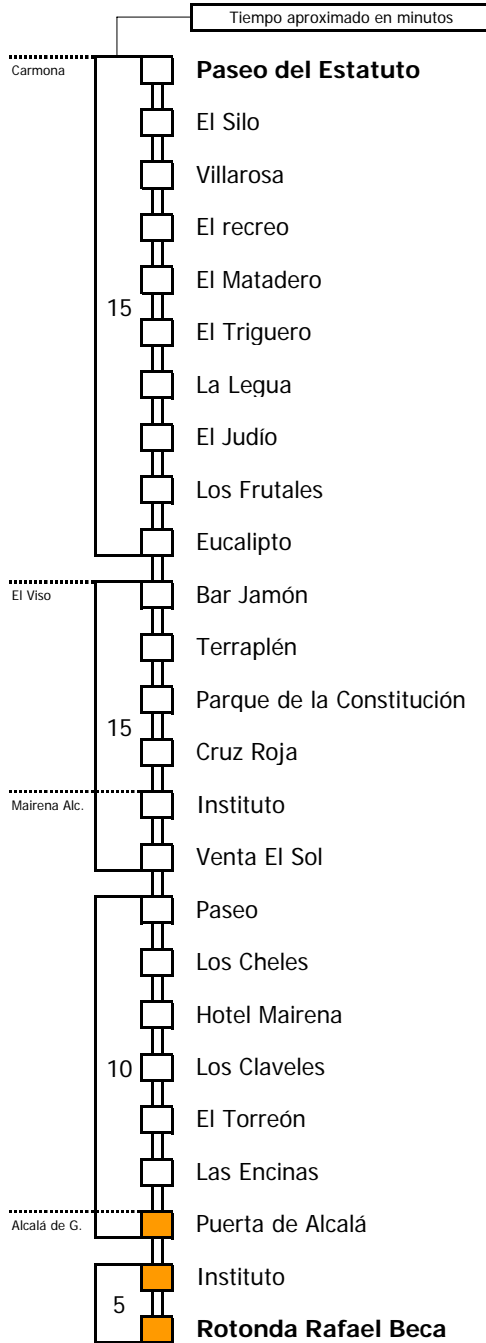 Tiempo aproximado en minutos
Carmona
Paseo del Estatuto
El Silo
Villarosa
El recreo
El Matadero
15
El Triguero
La Legua
El Judío
Los Frutales
Eucalipto
El Viso
Bar Jamón
Terraplén
Parque de la Constitución
15
Cruz Roja
Mairena Alc.
Instituto
Venta El Sol
Paseo
Los Cheles
Hotel Mairena
10
Los Claveles
El Torreón
Las Encinas
Alcalá de G.
Puerta de Alcalá
Instituto
5
Rotonda Rafael Beca